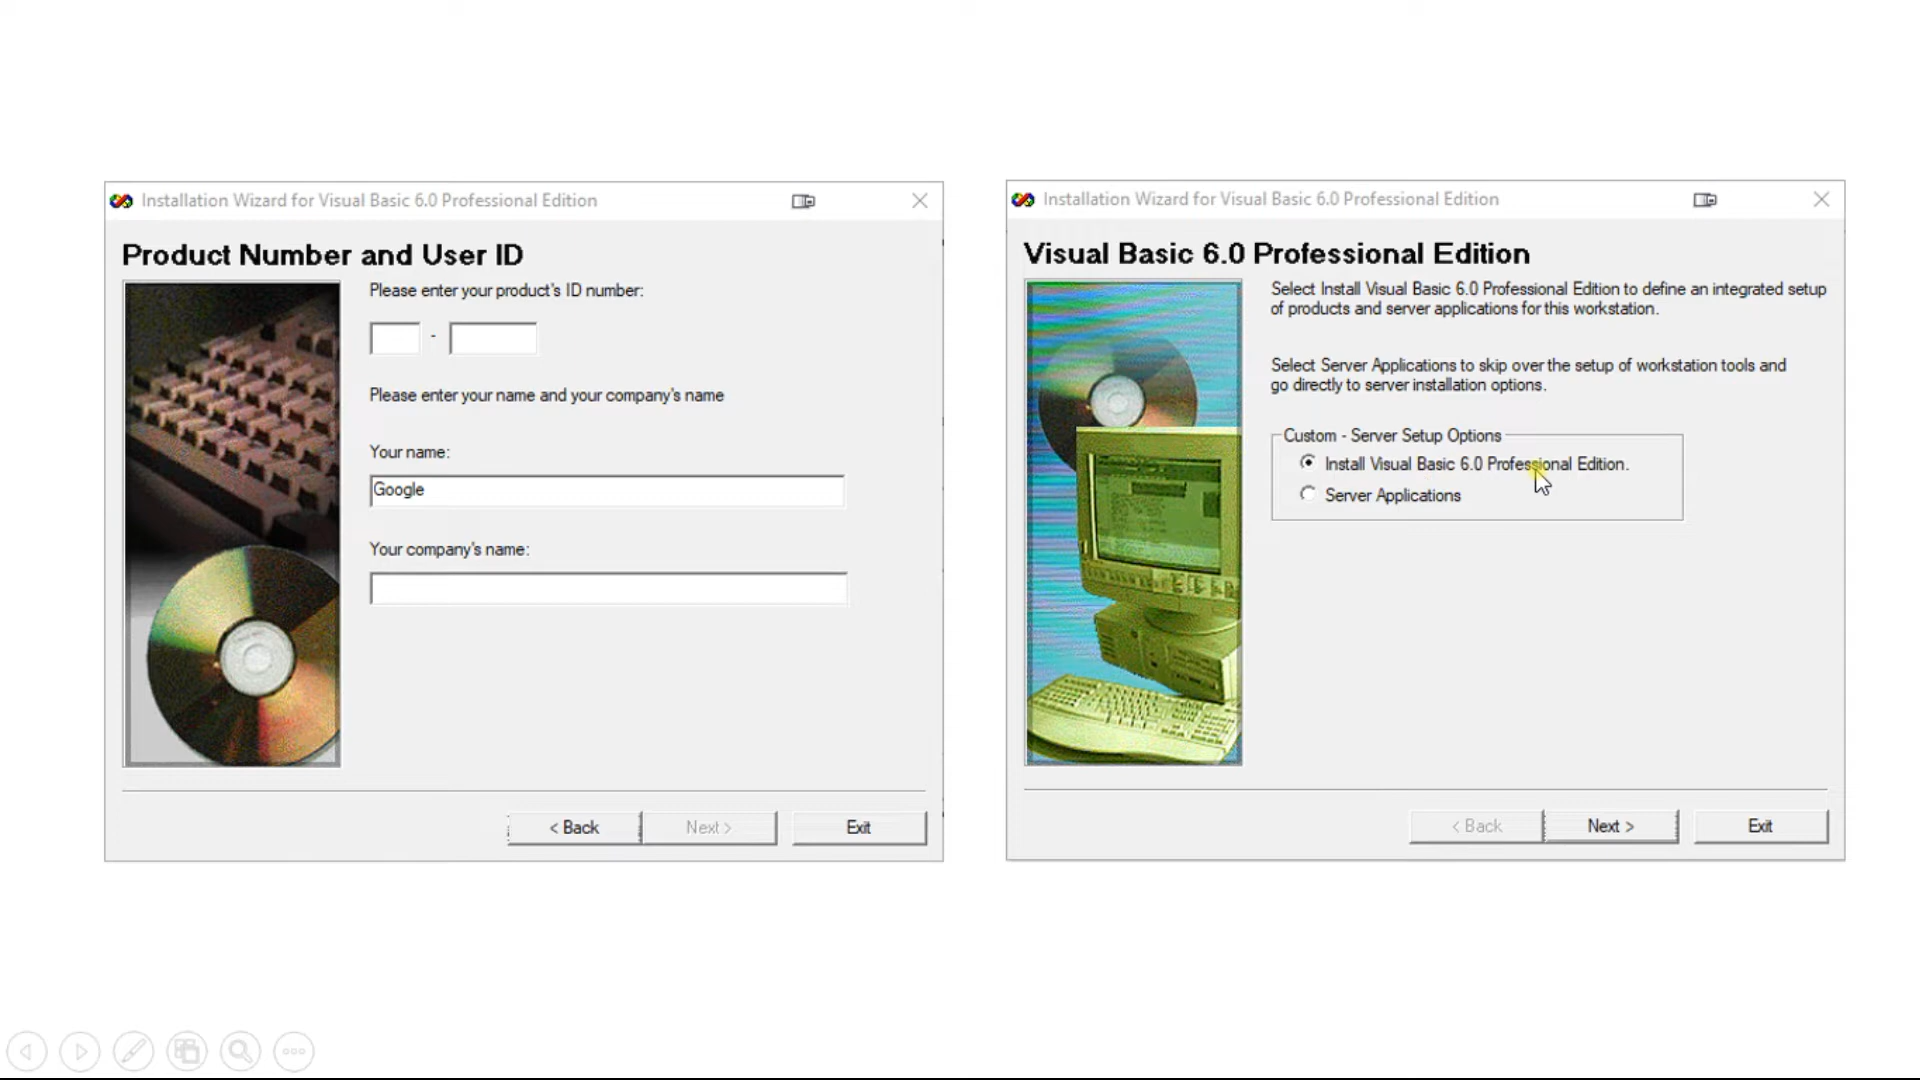 Installation Wizard for Visual Basic 6.0 Professional Edition
Product Number and User ID
Please enter your product's ID number:
-
Please enter your name and your company's name
Your name:
Google
Your company's name:
< Back
Next >
Exit
Installation Wizard for Visual Basic 6.0 Professional Edition
Visual Basic 6.0 Professional Edition
Select Install Visual Basic 6.0 Professional Edition to define an integrated setup
of products and server applications for this workstation.
Select Server Applications to skip over the setup of workstation tools and
go directly to server installation options.
Custom - Server Setup Options
Install Visual Basic 6.0 Professional Edition.
Server Applications
< Back
Next >
Exit